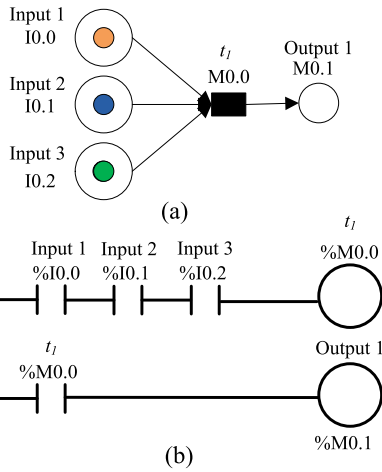 Input 1
I0.0
Input 2
I0.1
Input 3
I0.2
t1
M0.0
Output 1
M0.1
(a)
Input 1 Input 2 Input 3
%I0.0 %I0.1 %I0.2
t1
%M0.0
t1
%M0.0
Output 1
%M0.1
(b)